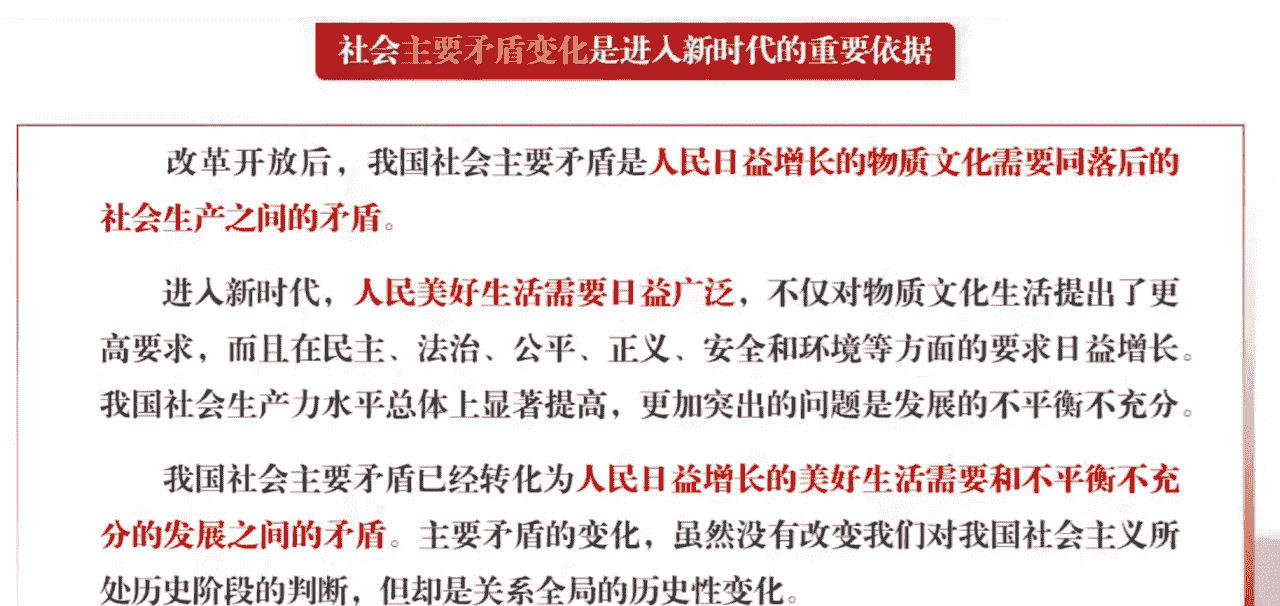 社会主要矛盾变化是进入新时代的重要依据
改革开放后，我国社会主要矛盾是人民日益增长的物质文化需要同落后的
社会生产之间的矛盾。
进入新时代，人民美好生活需要日益广泛，不仅对物质文化生活提出了更
高要求，而且在民主、法治、公平、正义、安全和环境等方面的要求日益增长。
我国社会生产力水平总体上显著提高，更加突出的问题是发展的不平衡不充分。
我国社会主要矛盾已经转化为人民日益增长的美好生活需要和不平衡不充
分的发展之间的矛盾。主要矛盾的变化，虽然没有改变我们对我国社会主义所
处历史阶段的判断，但却是关系全局的历史性变化。